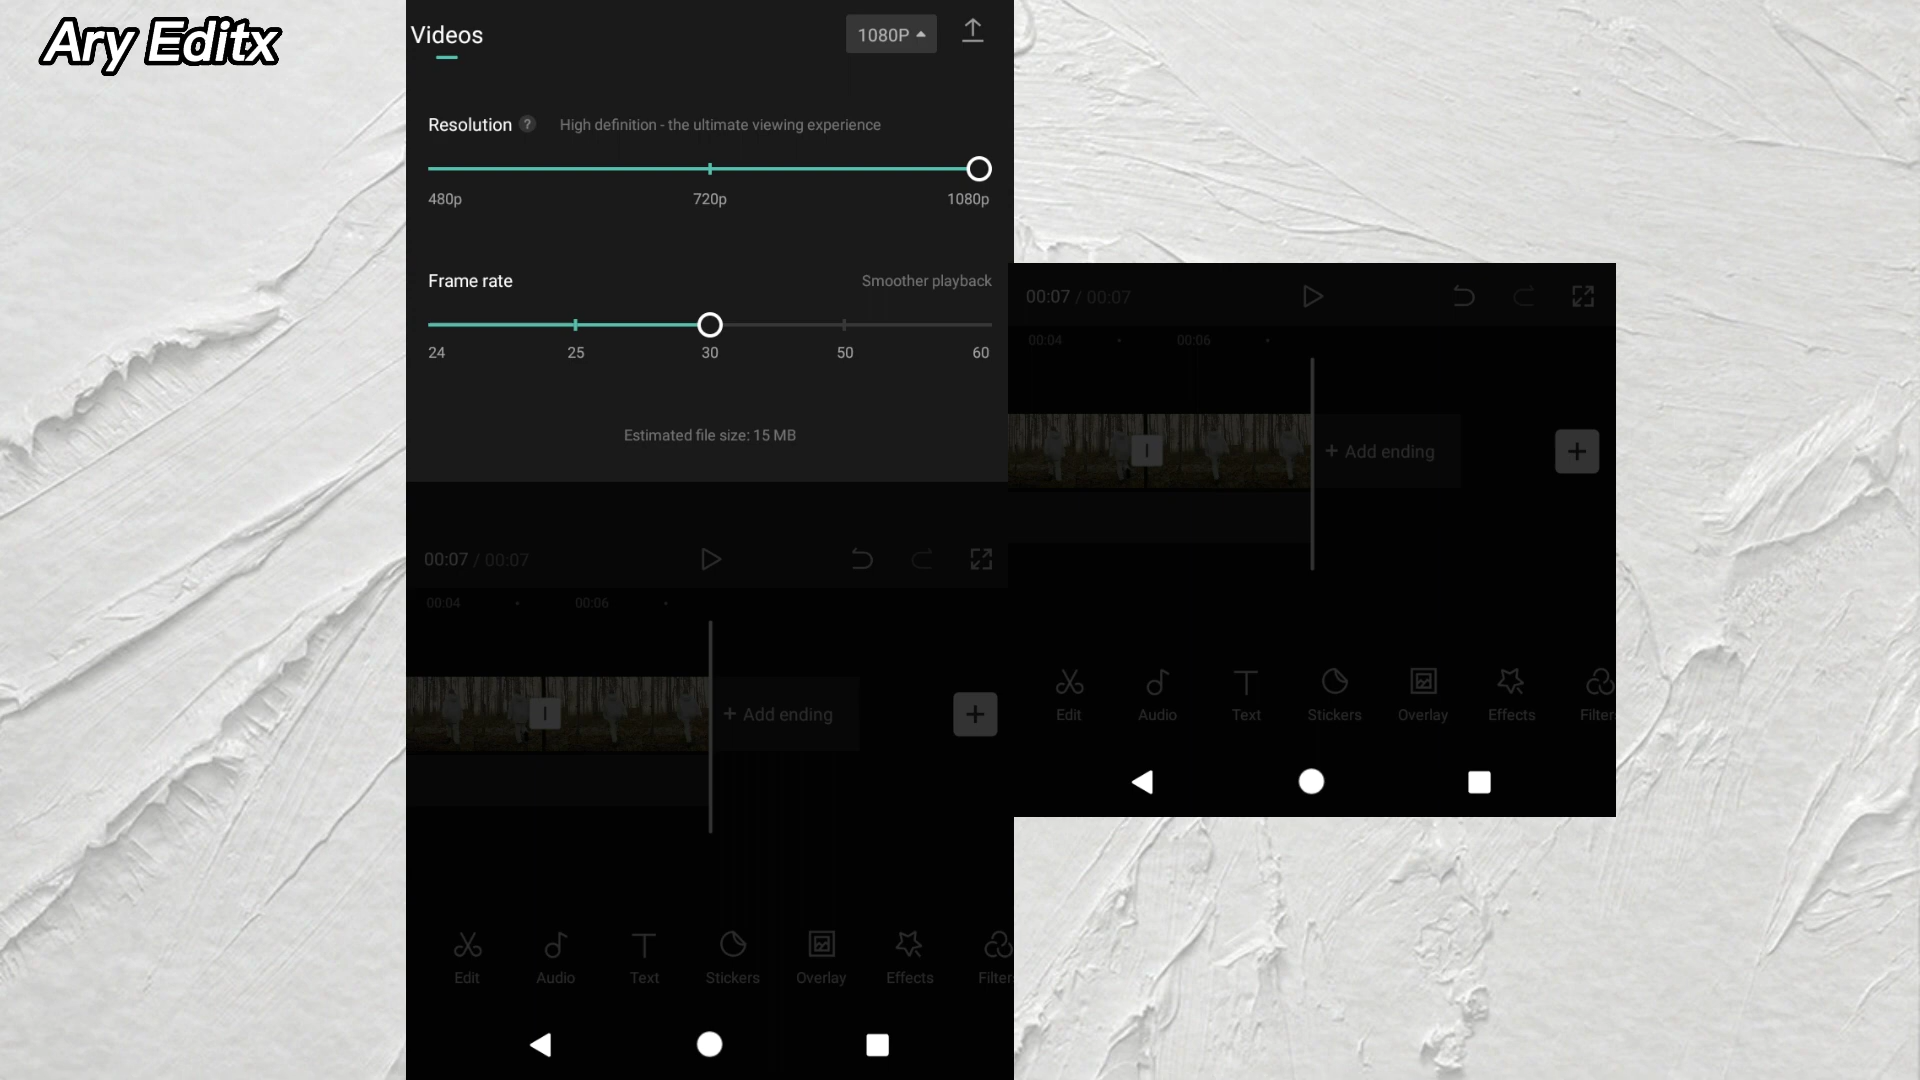 Ary Editx
Videos
1080P
Resolution ? High definition - the ultimate viewing experience
480p 720p 1080p
Frame rate Smoother playback
24 25 30 50 60
Estimated file size: 15 MB
00:07 / 00:07
00:04 00:06
+ Add ending
Edit Audio Text Stickers Overlay Effects Filter
00:07 / 00:07
00:04 00:06
+ Add ending
Edit Audio Text Stickers Overlay Effects Filter